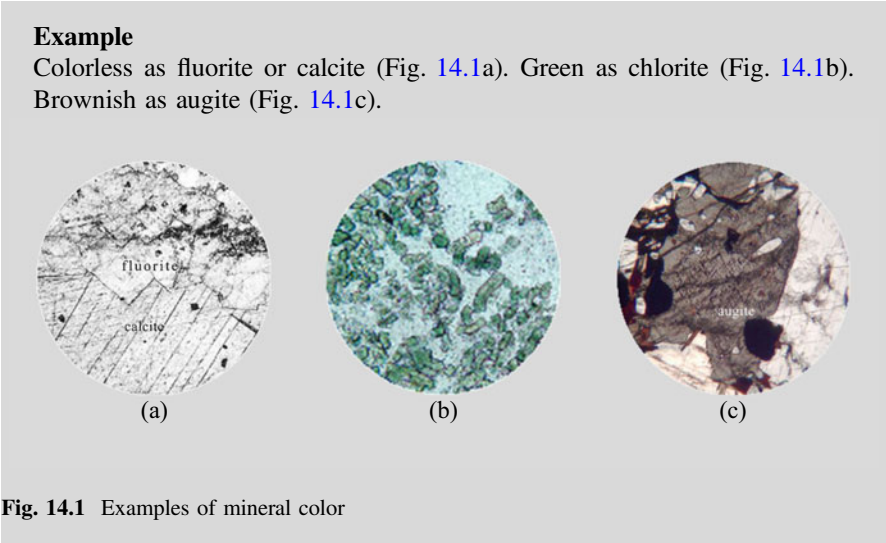 Example
Colorless as fluorite or calcite (Fig. 14.1a). Green as chlorite (Fig. 14.1b).
Brownish as augite (Fig. 14.1c).
fluorite
calcite
augite
(a)
(b)
(c)
Fig. 14.1 Examples of mineral color